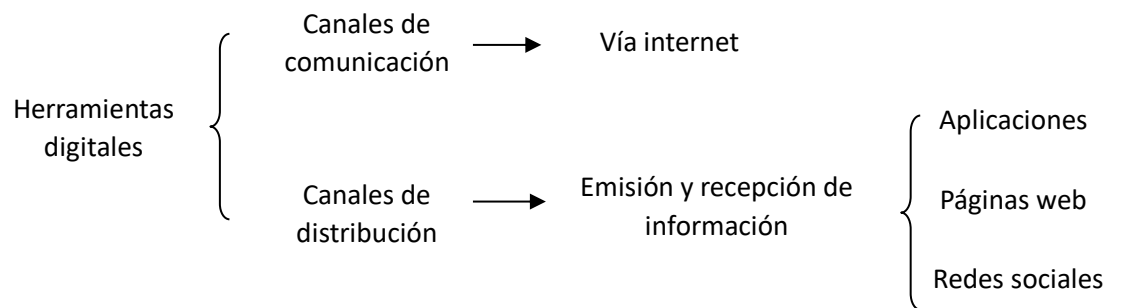 Herramientas
digitales
Canales de
comunicación
Vía internet
Canales de
distribución
Emisión y recepción de
información
Aplicaciones
Páginas web
Redes sociales